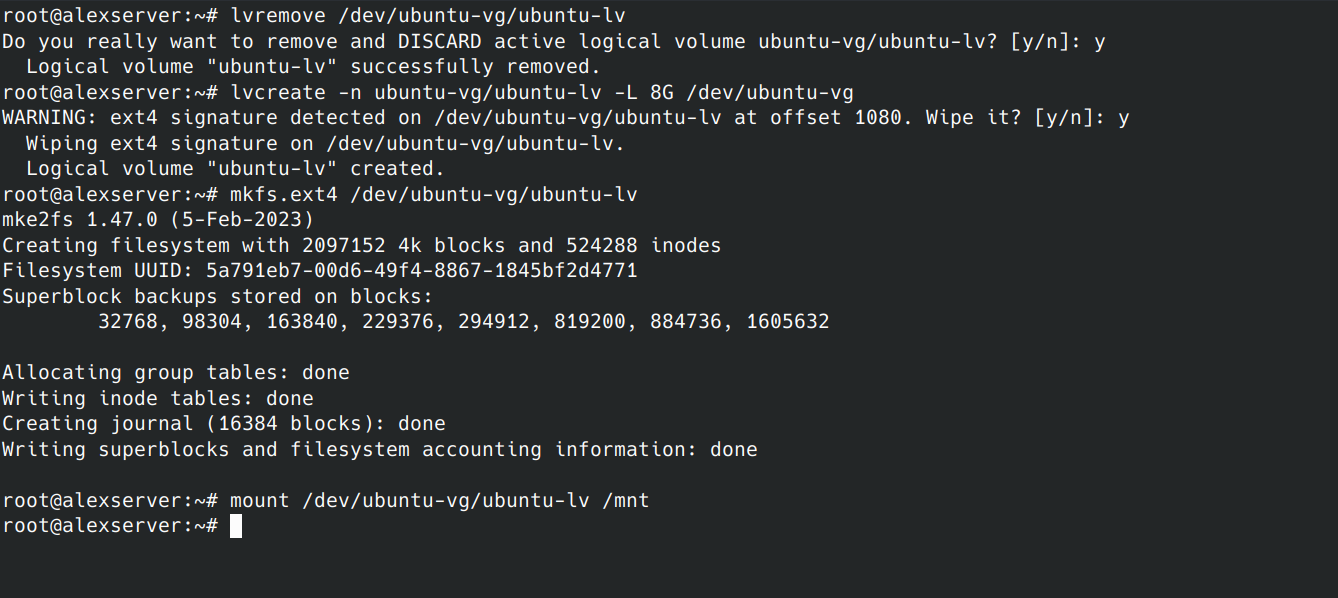 root@alexserver:~# lvremove /dev/ubuntu-vg/ubuntu-lv
Do you really want to remove and DISCARD active logical volume ubuntu-vg/ubuntu-lv? [y/n]: y
  Logical volume "ubuntu-lv" successfully removed.
root@alexserver:~# lvcreate -n ubuntu-vg/ubuntu-lv -L 8G /dev/ubuntu-vg
WARNING: ext4 signature detected on /dev/ubuntu-vg/ubuntu-lv at offset 1080. Wipe it? [y/n]: y
  Wiping ext4 signature on /dev/ubuntu-vg/ubuntu-lv.
  Logical volume "ubuntu-lv" created.
root@alexserver:~# mkfs.ext4 /dev/ubuntu-vg/ubuntu-lv
mke2fs 1.47.0 (5-Feb-2023)
Creating filesystem with 2097152 4k blocks and 524288 inodes
Filesystem UUID: 5a791eb7-00d6-49f4-8867-1845bf2d4771
Superblock backups stored on blocks:
        32768, 98304, 163840, 229376, 294912, 819200, 884736, 1605632

Allocating group tables: done
Writing inode tables: done
Creating journal (16384 blocks): done
Writing superblocks and filesystem accounting information: done

root@alexserver:~# mount /dev/ubuntu-vg/ubuntu-lv /mnt
root@alexserver:~#